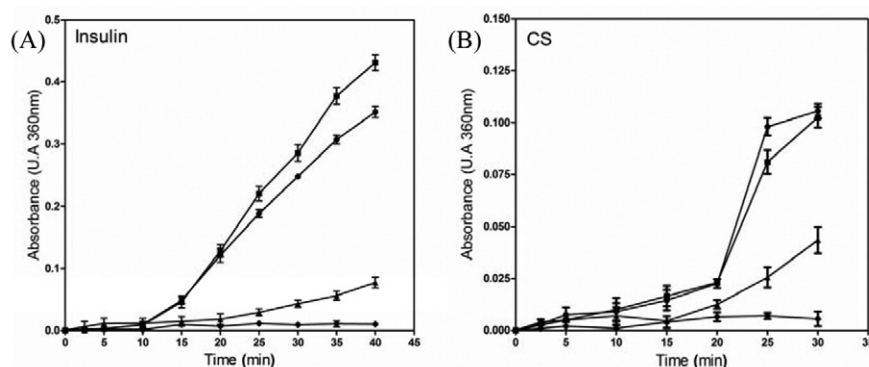 (A)
Insulin
Absorbance (U.A 360nm)
0.5
0.4
0.3
0.2
0.1
0.0
0 5 10 15 20 25 30 35 40 45
Time (min)
(B)
CS
Absorbance (U.A 360nm)
0.150
0.125
0.100
0.075
0.050
0.025
0.000
0 5 10 15 20 25 30 35
Time (min)